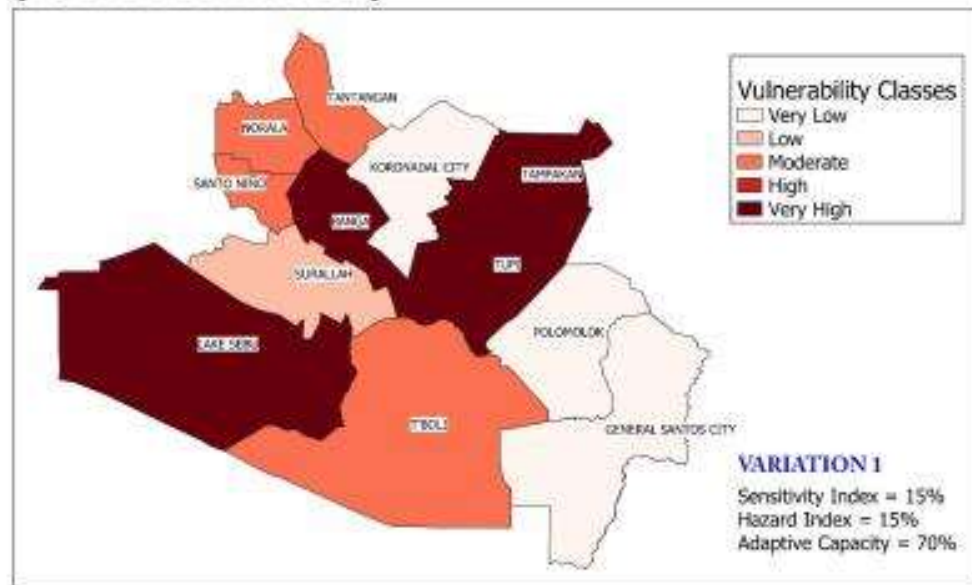 TANTANGAN
NORALA
KORONADAL CITY
SANTO NINO
TAMPAKAN
BANGA
TUPI
SURALLAH
POLOMOLOK
LAKE SEBU
T'BOLI
GENERAL SANTOS CITY
Vulnerability Classes
Very Low
Low
Moderate
High
Very High
VARIATION 1
Sensitivity Index = 15%
Hazard Index = 15%
Adaptive Capacity = 70%